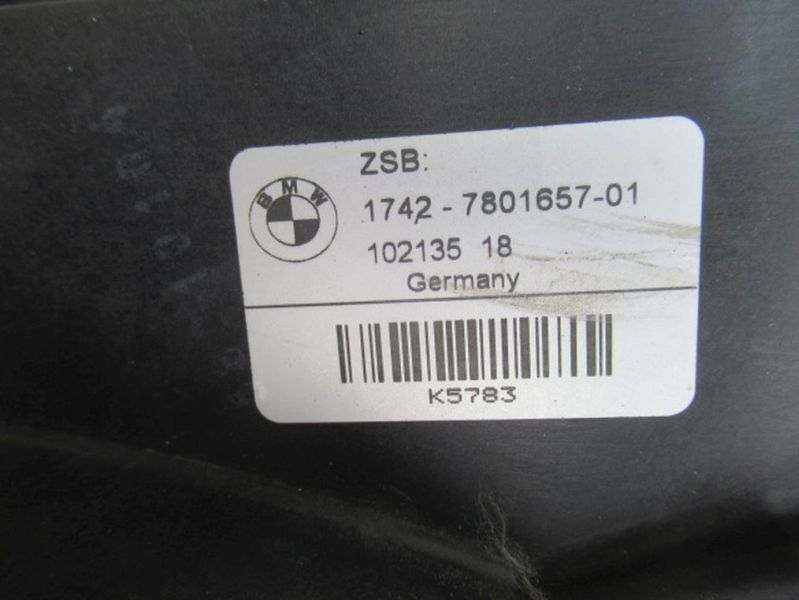 BMW
ZSB:
1742 - 7801657-01
102135 18
Germany
K5783